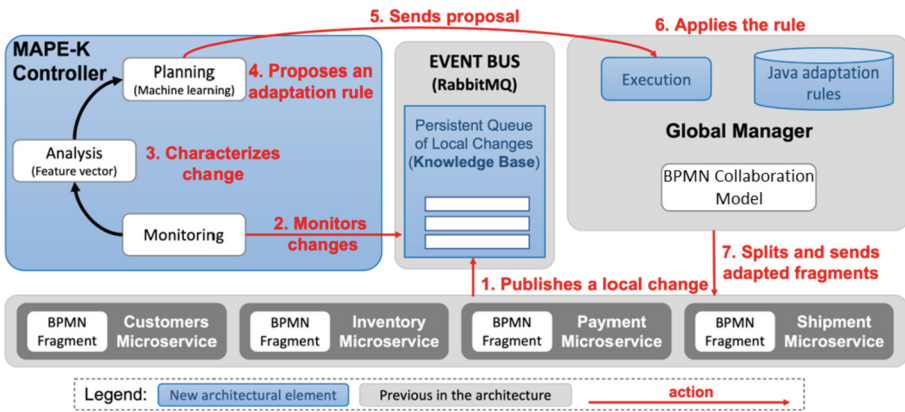 5. Sends proposal
6. Applies the rule
MAPE-K
Controller
Planning
(Machine learning)
4. Proposes an
adaptation rule
Analysis
(Feature vector)
3. Characterizes
change
Monitoring
2. Monitors
changes
EVENT BUS
(RabbitMQ)
Persistent Queue
of Local Changes
(Knowledge Base)
Execution
Java adaptation
rules
Global Manager
BPMN Collaboration
Model
1. Publishes a local change
7. Splits and sends
adapted fragments
BPMN
Fragment
Customers
Microservice
BPMN
Fragment
Inventory
Microservice
BPMN
Fragment
Payment
Microservice
BPMN
Fragment
Shipment
Microservice
Legend:
New architectural element
Previous in the architecture
action